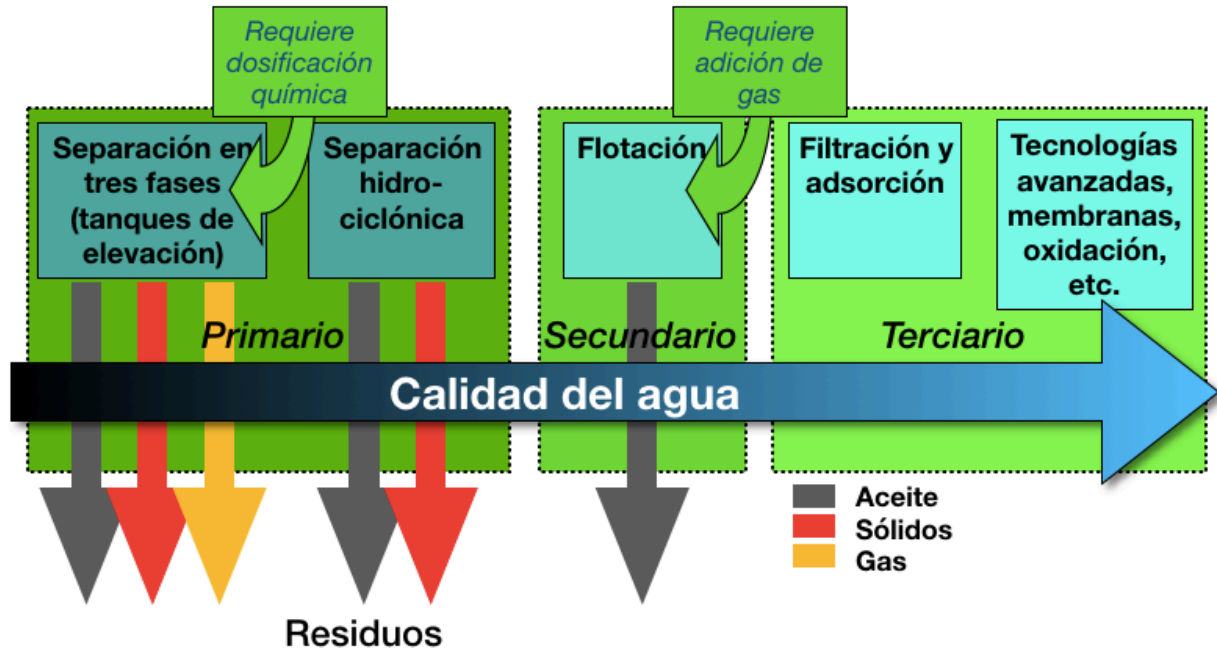 Requiere
dosificación
química
Requiere
adición de
gas
Separación en
tres fases
(tanques de
elevación)
Separación
hidro-
ciclónica
Flotación
Filtración y
adsorción
Tecnologías
avanzadas,
membranas,
oxidación,
etc.
Primario
Secundario
Terciario
Calidad del agua
Aceite
Sólidos
Gas
Residuos